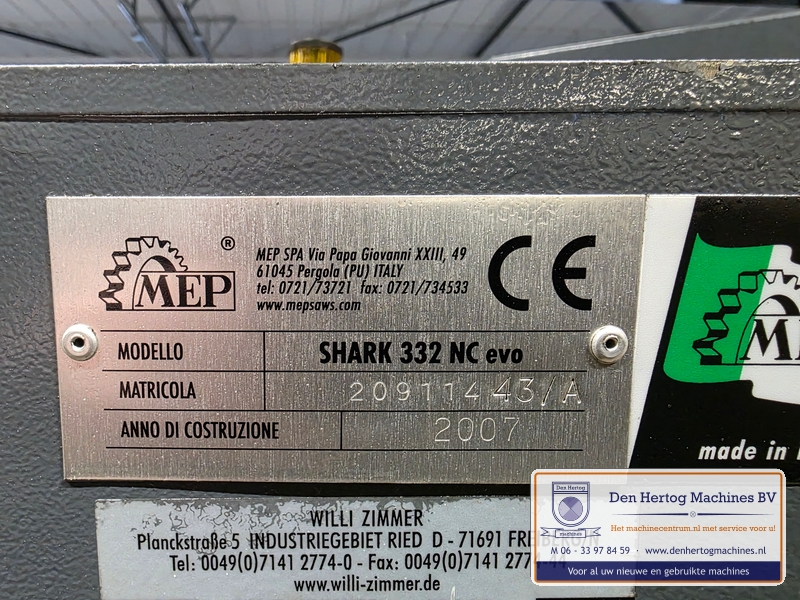 MEP
®
MEP SPA Via Papa Giovanni XXIII, 49
61045 Pergola (PU) ITALY
tel: 0721/73721 fax: 0721/734533
www.mepsaws.com
CE
MODELLO SHARK 332 NC evo
MATRICOLA 20911443/A
ANNO DI COSTRUZIONE 2007
made in
WILLI ZIMMER
Planckstraße 5 INDUSTRIEGEBIET RIED D - 71691
Tel: 0049(0)7141 2774-0 - Fax: 0049(0)7141
www.willi-zimmer.de
Den Hertog
Machines
Den Hertog Machines BV
Het machinecentrum.nl met service voor u!
M 06 - 33 97 84 59 · www.denhertogmachines.nl
Voor al uw nieuwe en gebruikte machines